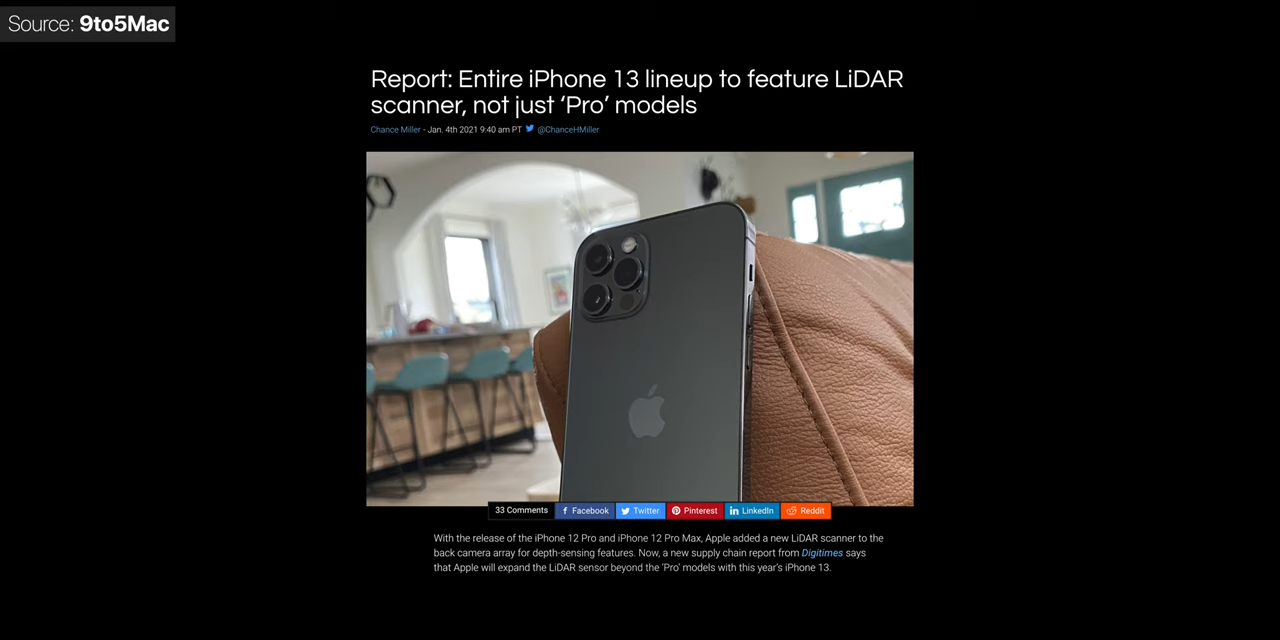 Source: 9to5Mac
Report: Entire iPhone 13 lineup to feature LiDAR
scanner, not just ‘Pro’ models
Chance Miller - Jan. 4th 2021 9:40 am PT @ChanceHMiller
33 Comments Facebook Twitter Pinterest LinkedIn Reddit
With the release of the iPhone 12 Pro and iPhone 12 Pro Max, Apple added a new LiDAR scanner to the
back camera array for depth-sensing features. Now, a new supply chain report from Digitimes says
that Apple will expand the LiDAR sensor beyond the ‘Pro’ models with this year’s iPhone 13.